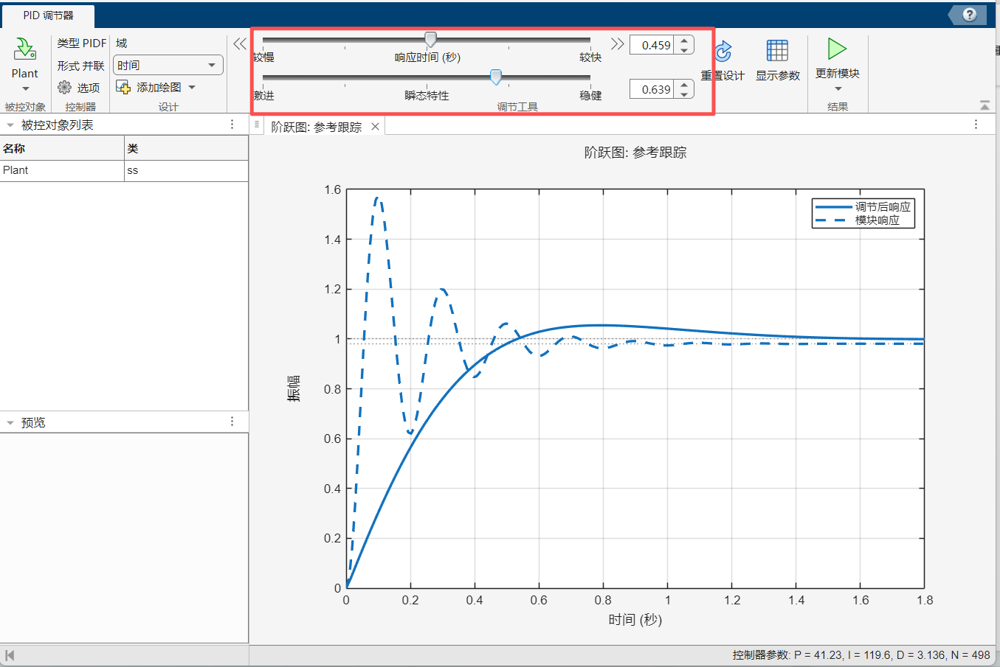 PID 调节器
?
Plant
被控对象
类型 PIDF
形式 并联
选项
控制器
域
时间
添加绘图
设计
较慢
响应时间 (秒)
较快
0.459
激进
瞬态特性
稳健
0.639
调节工具
重置设计
显示参数
更新模块
结果
被控对象列表
名称 类
Plant ss
预览
阶跃图: 参考跟踪
阶跃图: 参考跟踪
调节后响应
模块响应
振幅
1.6
1.4
1.2
1
0.8
0.6
0.4
0.2
0
0 0.2 0.4 0.6 0.8 1 1.2 1.4 1.6 1.8
时间 (秒)
控制器参数: P = 41.23, I = 119.6, D = 3.136, N = 498